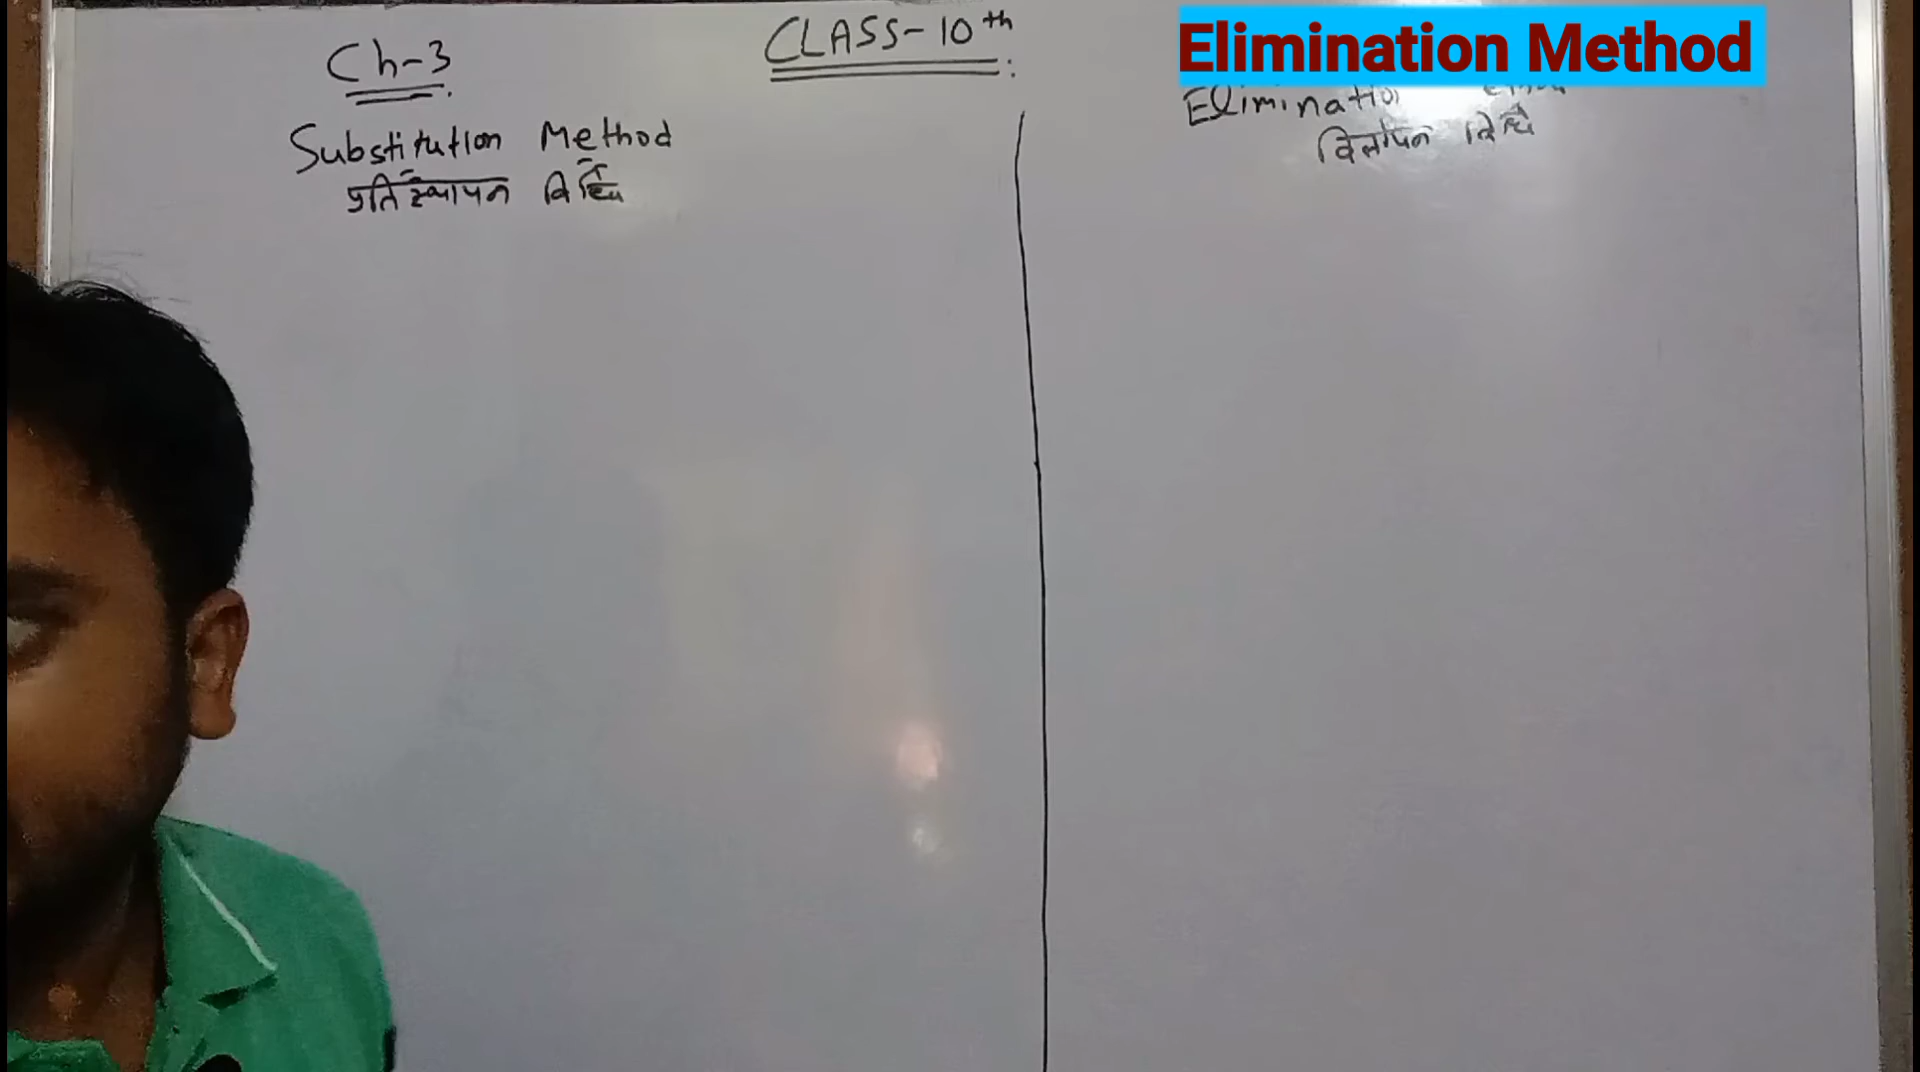 CLASS-10th:
Ch-3
Substitution Method
प्रतिस्थापन विधि
Elimination Method
Elimination
विलोपन विधि